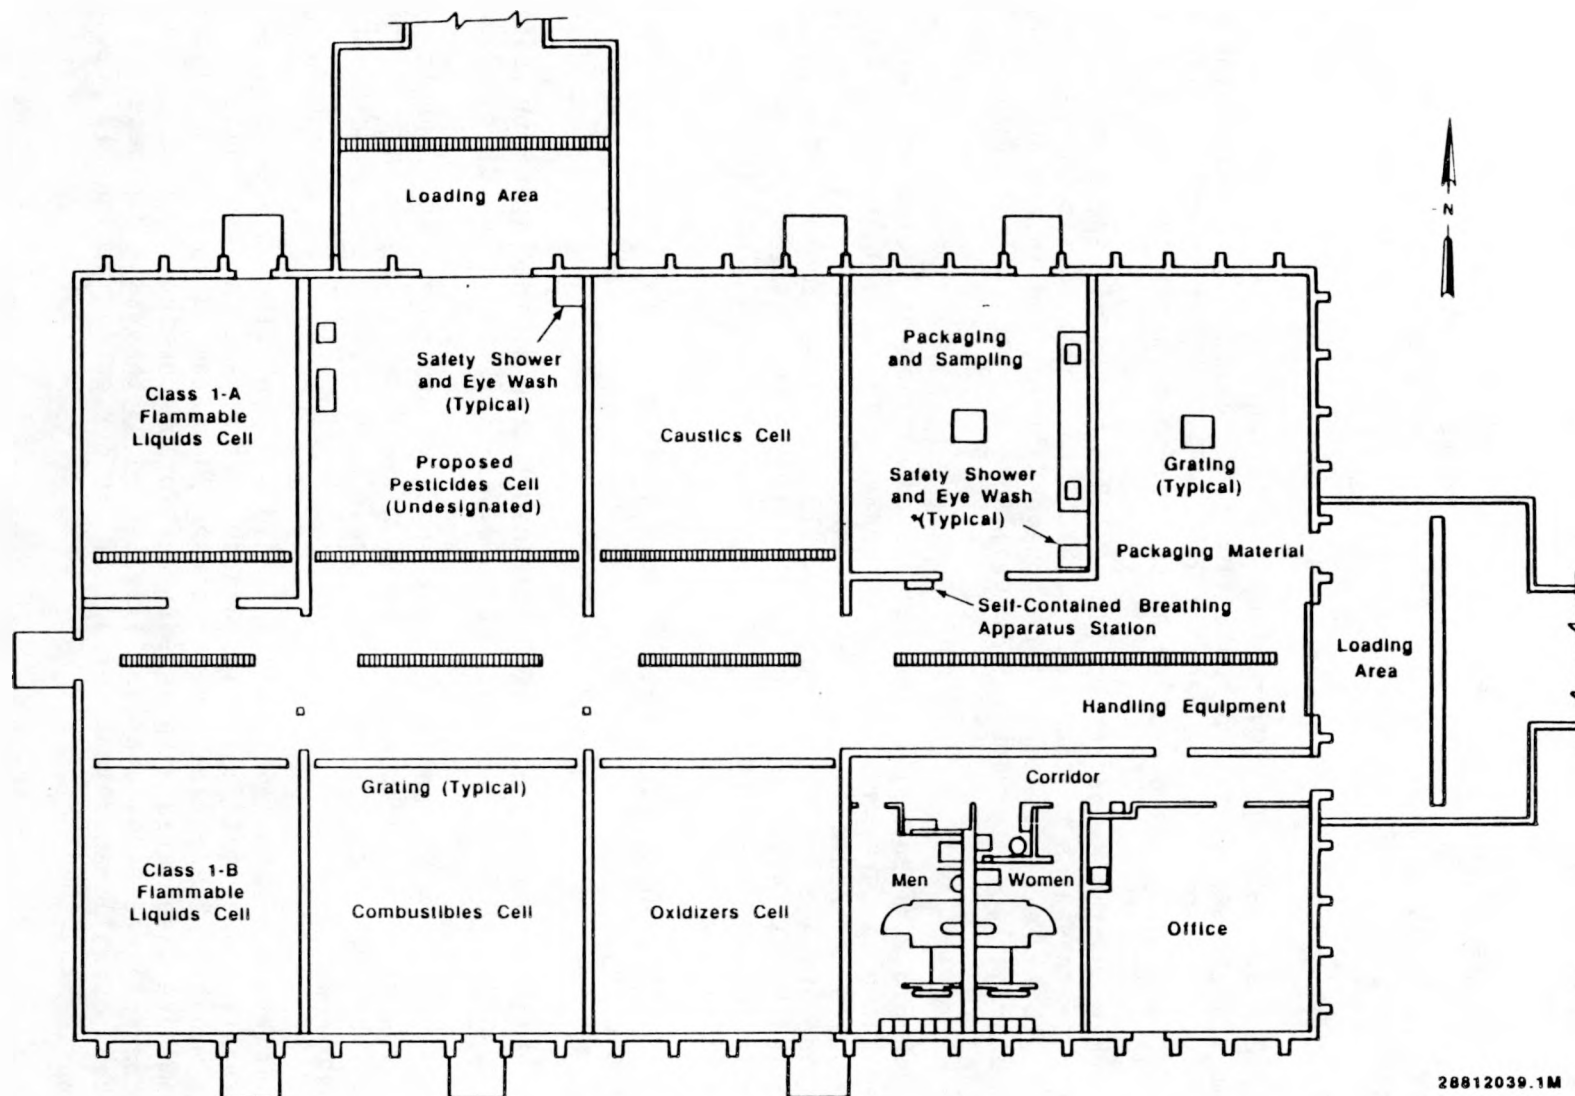 Loading Area
N
Safety Shower
and Eye Wash
(Typical)
Packaging
and Sampling
Class 1-A
Flammable
Liquids Cell
Proposed
Pesticides Cell
(Undesignated)
Caustics Cell
Safety Shower
and Eye Wash
(Typical)
Grating
(Typical)
Packaging Material
Self-Contained Breathing
Apparatus Station
Loading
Area
Handling Equipment
Corridor
Grating (Typical)
Class 1-B
Flammable
Liquids Cell
Combustibles Cell
Oxidizers Cell
Men
Women
Office
28812039.1M